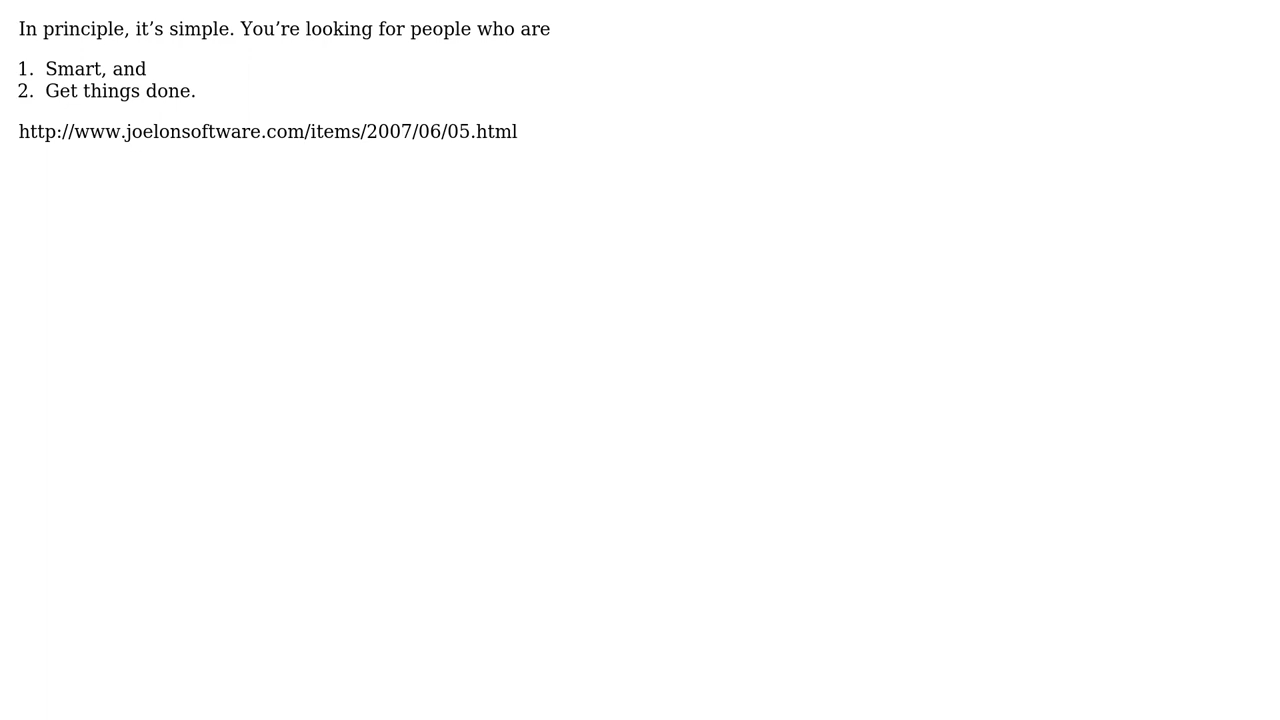 In principle, it’s simple. You’re looking for people who are
1. Smart, and
2. Get things done.
http://www.joelonsoftware.com/items/2007/06/05.html